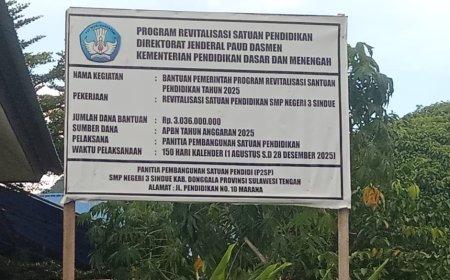 PROGRAM REVITALISASI SATUAN PENDIDIKAN
DIREKTORAT JENDERAL PAUD DASMEN
KEMENTERIAN PENDIDIKAN DASAR DAN MENENGAH
NAMA KEGIATAN : BANTUAN PEMERINTAH PROGRAM REVITALISASI SANTUAN
PENDIDIKAN TAHUN 2025
PEKERJAAN : REVITALISASI SATUAN PENDIDIKAN SMP NEGERI 3 SINDUE
JUMLAH DANA BANTUAN : Rp. 3.036.000.000
SUMBER DANA : APBN TAHUN ANGGARAN 2025
PELAKSANA : PANITIA PEMBANGUNAN SATUAN PENDIDIKAN
WAKTU PELAKSANAAN : 150 HARI KALENDER (1 AGUSTUS S.D 28 DESEMBER 2025)
PANITIA PEMBANGUNAN SATUAN PENDIDI (P2SP)
SMP NEGERI 3 SINDUE KAB. DONGGALA PROVINSI SULAWESI TENGAH
ALAMAT : JL. PENDIDIKAN NO. 10 MARANA